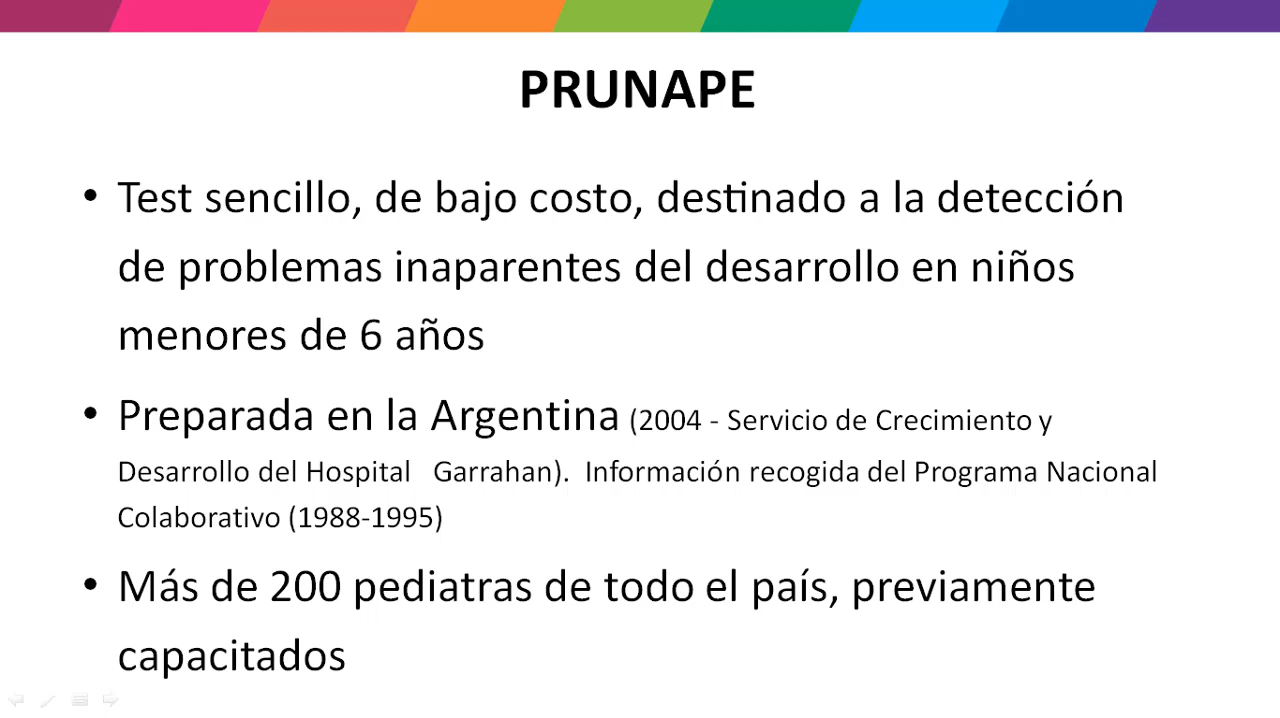 PRUNAPE
• Test sencillo, de bajo costo, destinado a la detección
de problemas inaparentes del desarrollo en niños
menores de 6 años
• Preparada en la Argentina (2004 - Servicio de Crecimiento y
Desarrollo del Hospital Garrahan). Información recogida del Programa Nacional
Colaborativo (1988-1995)
• Más de 200 pediatras de todo el país, previamente
capacitados